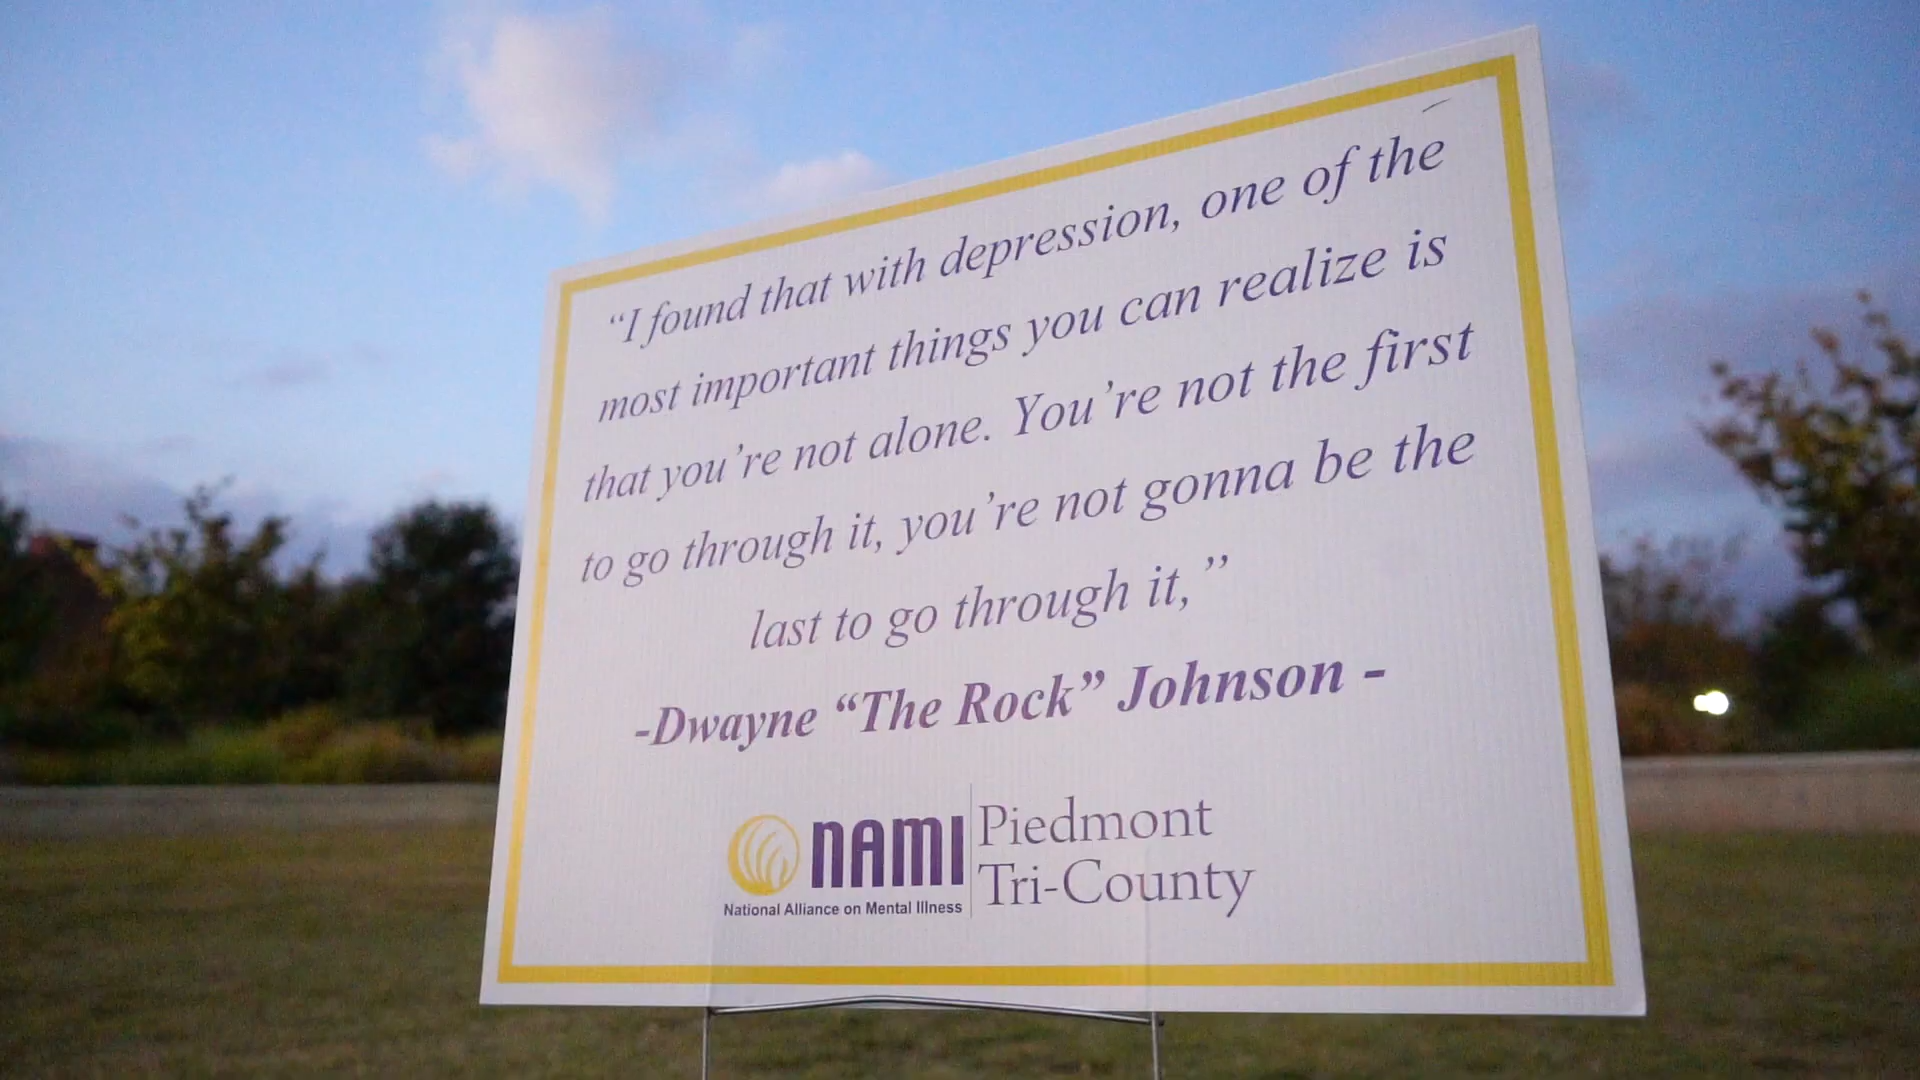 “I found that with depression, one of the
most important things you can realize is
that you’re not alone. You’re not the first
to go through it, you’re not gonna be the
last to go through it,”
-Dwayne “The Rock” Johnson -
NAMI
National Alliance on Mental Illness
Piedmont
Tri-County